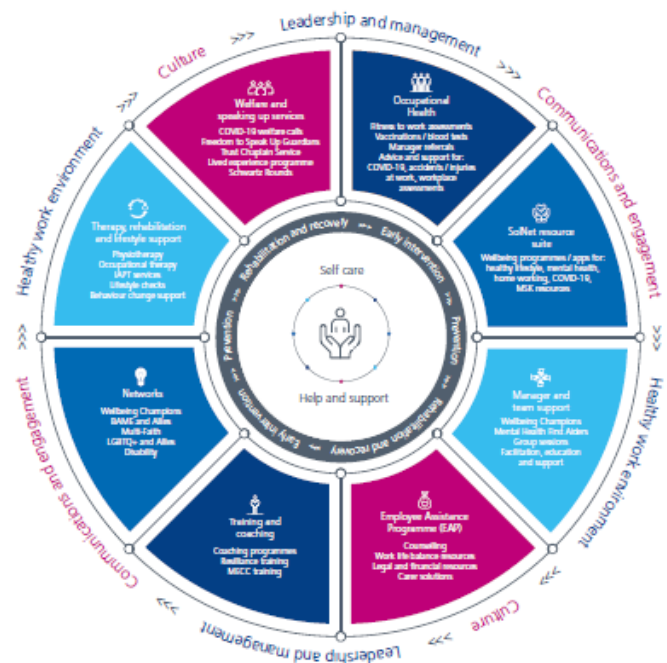 Leadership and management
Communications and engagement
Healthy work environment
Culture
Leadership and management
Communications and engagement
Healthy work environment
Culture
Occupational
Health
Fitness to work assessments
Vaccinations / blood tests
Manager referrals
Advice and support for:
COVID-19, accidents / injuries
at work, workplace
assessments
SolNet resource
suite
Wellbeing programmes / apps for:
healthy lifestyle, mental health,
home working, COVID-19,
MSK resources
Manager and
team support
Wellbeing Champions
Mental Health First Aiders
Group sessions
Facilitation, education
and support
Employee Assistance
Programme (EAP)
Counselling
Work life balance resources
Legal and financial resources
Carer solutions
Training and
coaching
Coaching programmes
Resilience training
MECC training
Networks
Wellbeing Champions
BAME and Allies
Multi-Faith
LGBTQ+ and Allies
Disability
Therapy, rehabilitation
and lifestyle support
Physiotherapy
Occupational therapy
IAPT services
Lifestyle checks
Behaviour change support
Welfare and
speaking up services
COVID-19 welfare calls
Freedom to Speak Up Guardians
Trust Chaplain Service
Lived experience programme
Schwartz Rounds
Early intervention
Prevention
Rehabilitation and recovery
Early intervention
Prevention
Rehabilitation and recovery
Self care
Help and support